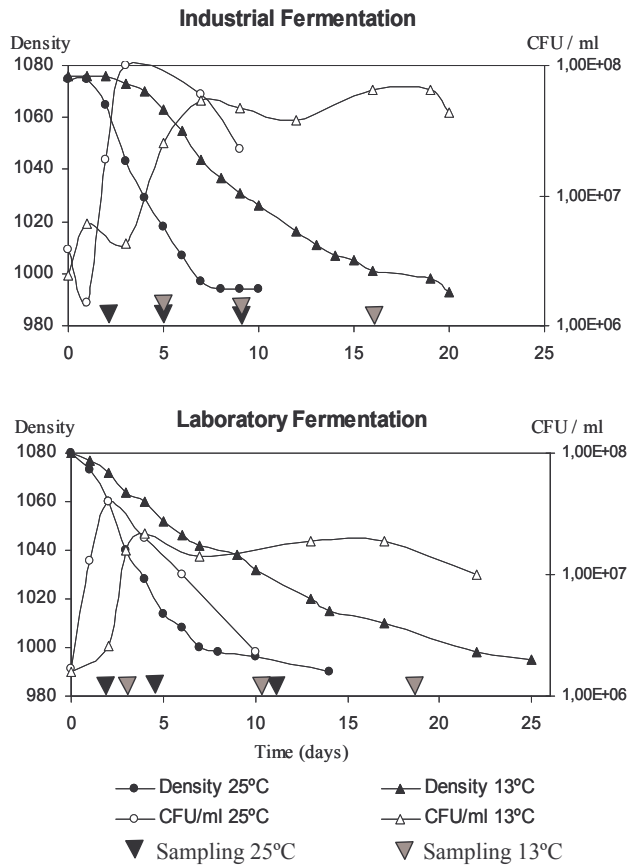 Industrial Fermentation
Density CFU / ml
1080 1,00E+08
1060
1040
1,00E+07
1020
1000
980 1,00E+06
0 5 10 15 20 25
Laboratory Fermentation
Density CFU / ml
1080 1,00E+08
1060
1040
1,00E+07
1020
1000
980 1,00E+06
0 5 10 15 20 25
Time (days)
Density 25ºC Density 13ºC
CFU/ml 25ºC CFU/ml 13ºC
Sampling 25ºC Sampling 13ºC